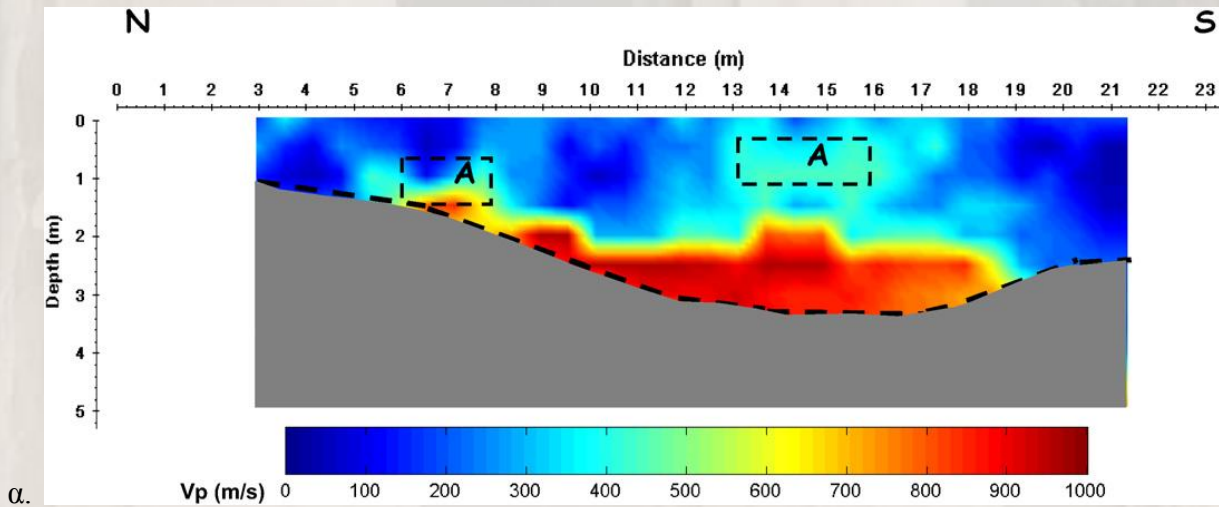 N S
Distance (m)
0 1 2 3 4 5 6 7 8 9 10 11 12 13 14 15 16 17 18 19 20 21 22 23
0
A A
1
2
Depth (m)
3
4
5
α. Vp (m/s) 0 100 200 300 400 500 600 700 800 900 1000